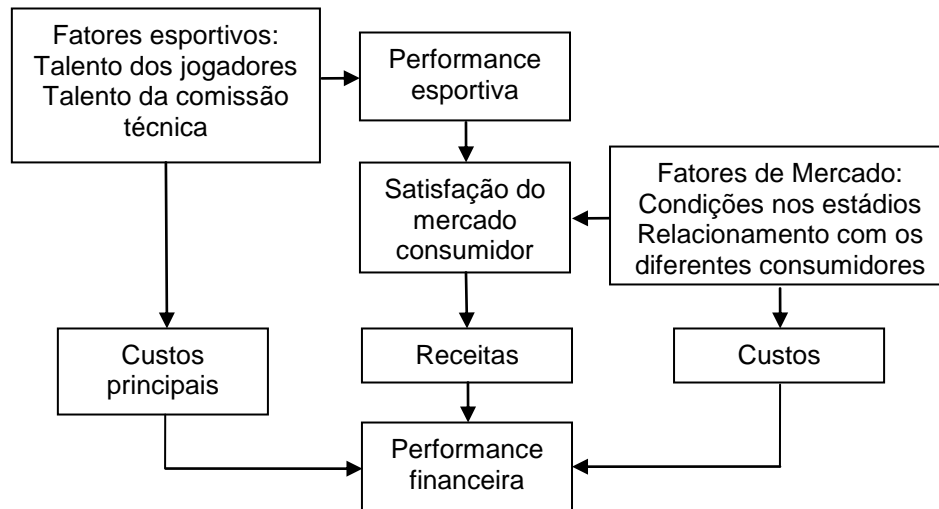 Fatores esportivos:
Talento dos jogadores
Talento da comissão
técnica
Performance
esportiva
Satisfação do
mercado
consumidor
Fatores de Mercado:
Condições nos estádios
Relacionamento com os
diferentes consumidores
Custos
principais
Receitas
Custos
Performance
financeira